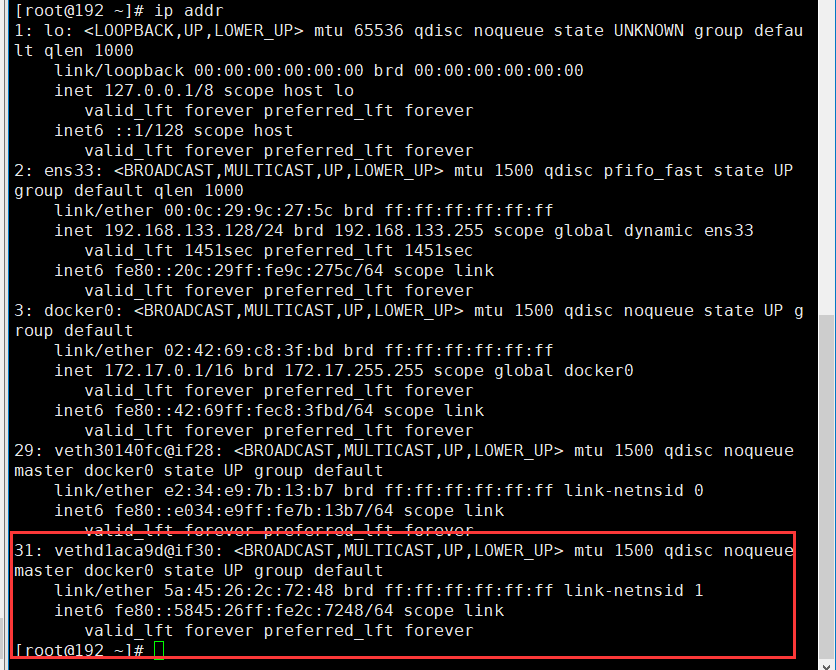 [root@192 ~]# ip addr
1: lo: <LOOPBACK,UP,LOWER_UP> mtu 65536 qdisc noqueue state UNKNOWN group defau
lt qlen 1000
    link/loopback 00:00:00:00:00:00 brd 00:00:00:00:00:00
    inet 127.0.0.1/8 scope host lo
       valid_lft forever preferred_lft forever
    inet6 ::1/128 scope host
       valid_lft forever preferred_lft forever
2: ens33: <BROADCAST,MULTICAST,UP,LOWER_UP> mtu 1500 qdisc pfifo_fast state UP
group default qlen 1000
    link/ether 00:0c:29:9c:27:5c brd ff:ff:ff:ff:ff:ff
    inet 192.168.133.128/24 brd 192.168.133.255 scope global dynamic ens33
       valid_lft 1451sec preferred_lft 1451sec
    inet6 fe80::20c:29ff:fe9c:275c/64 scope link
       valid_lft forever preferred_lft forever
3: docker0: <BROADCAST,MULTICAST,UP,LOWER_UP> mtu 1500 qdisc noqueue state UP g
roup default
    link/ether 02:42:69:c8:3f:bd brd ff:ff:ff:ff:ff:ff
    inet 172.17.0.1/16 brd 172.17.255.255 scope global docker0
       valid_lft forever preferred_lft forever
    inet6 fe80::42:69ff:fec8:3fbd/64 scope link
       valid_lft forever preferred_lft forever
29: veth30140fc@if28: <BROADCAST,MULTICAST,UP,LOWER_UP> mtu 1500 qdisc noqueue
master docker0 state UP group default
    link/ether e2:34:e9:7b:13:b7 brd ff:ff:ff:ff:ff:ff link-netnsid 0
    inet6 fe80::e034:e9ff:fe7b:13b7/64 scope link
       valid_lft forever preferred_lft forever
31: vethd1aca9d@if30: <BROADCAST,MULTICAST,UP,LOWER_UP> mtu 1500 qdisc noqueue
master docker0 state UP group default
    link/ether 5a:45:26:2c:72:48 brd ff:ff:ff:ff:ff:ff link-netnsid 1
    inet6 fe80::5845:26ff:fe2c:7248/64 scope link
       valid_lft forever preferred_lft forever
[root@192 ~]#